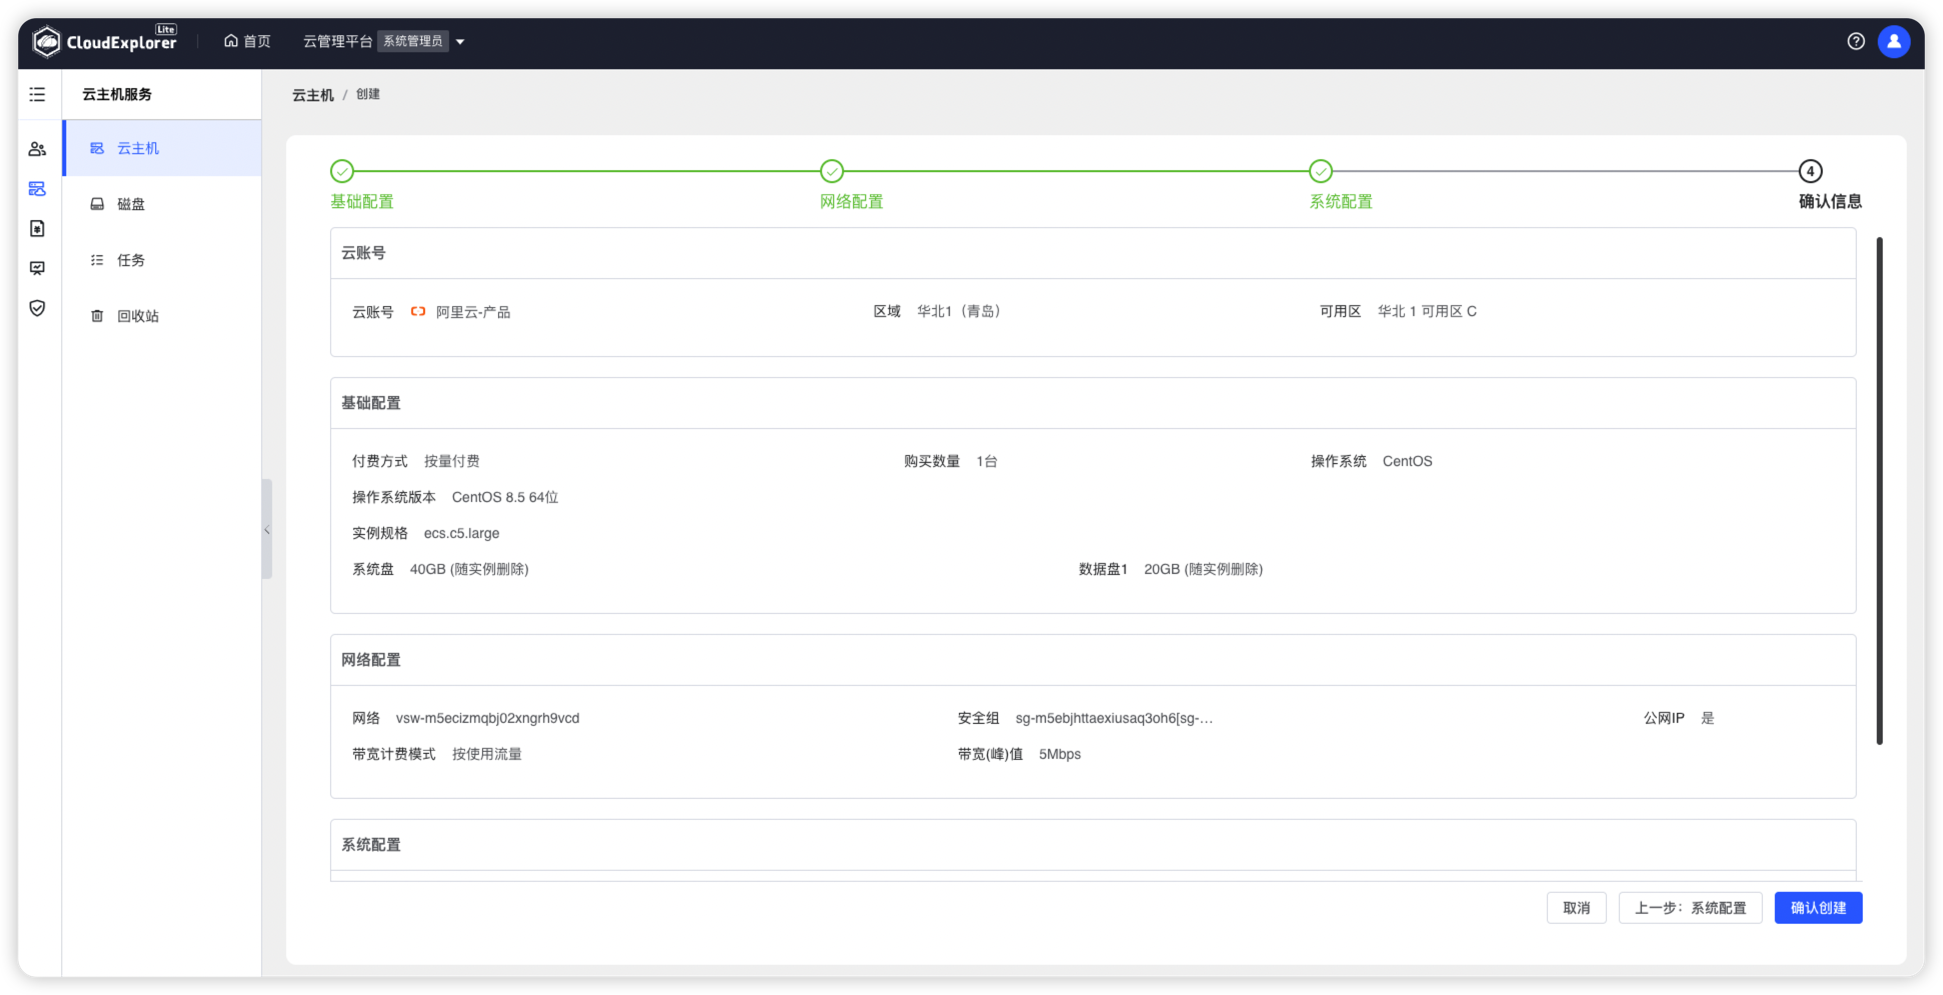 CloudExplorer Lite
首页
云管理平台 系统管理员
云主机服务
云主机 / 创建
云主机
磁盘
任务
回收站
4
基础配置 网络配置 系统配置 确认信息
云账号
云账号 阿里云-产品 区域 华北1（青岛） 可用区 华北 1 可用区 C
基础配置
付费方式 按量付费 购买数量 1台 操作系统 CentOS
操作系统版本 CentOS 8.5 64位
实例规格 ecs.c5.large
系统盘 40GB (随实例删除) 数据盘1 20GB (随实例删除)
网络配置
网络 vsw-m5ecizmqbj02xngrh9vcd 安全组 sg-m5ebjhttaexiusaq3oh6[sg-... 公网IP 是
带宽计费模式 按使用流量 带宽(峰)值 5Mbps
系统配置
取消 上一步：系统配置 确认创建